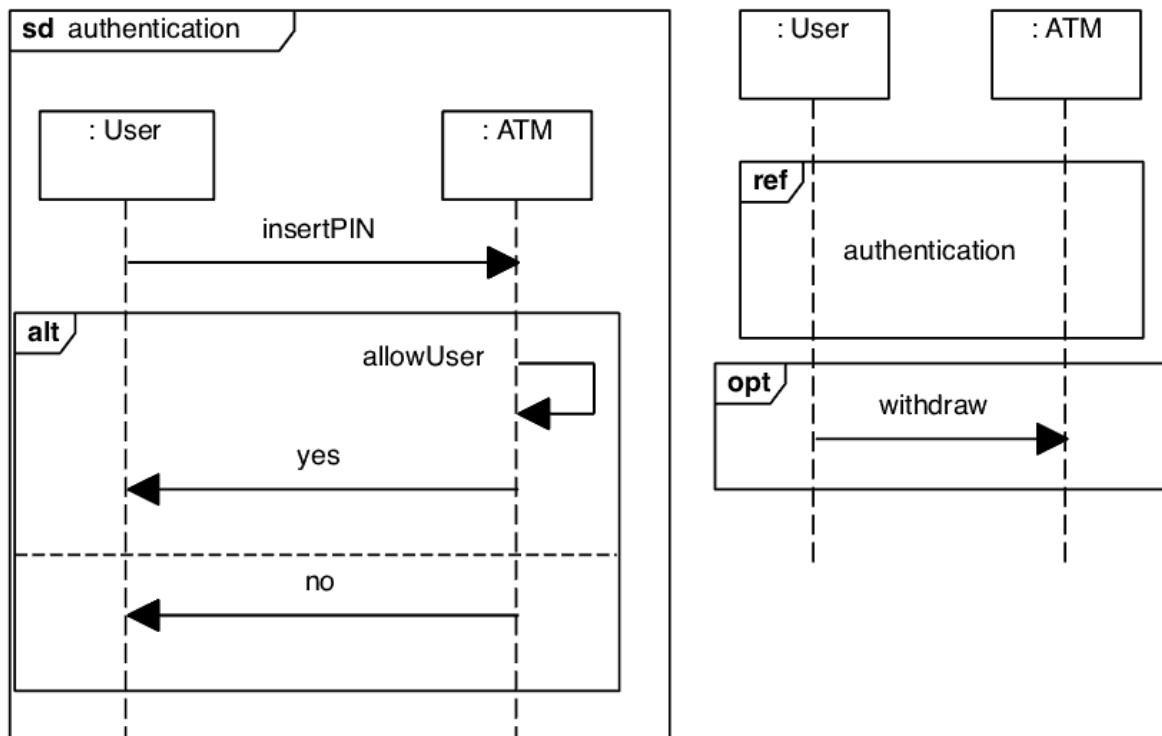 sd authentication
: User
: ATM
insertPIN
alt
allowUser
yes
no
: User
: ATM
ref
authentication
opt
withdraw